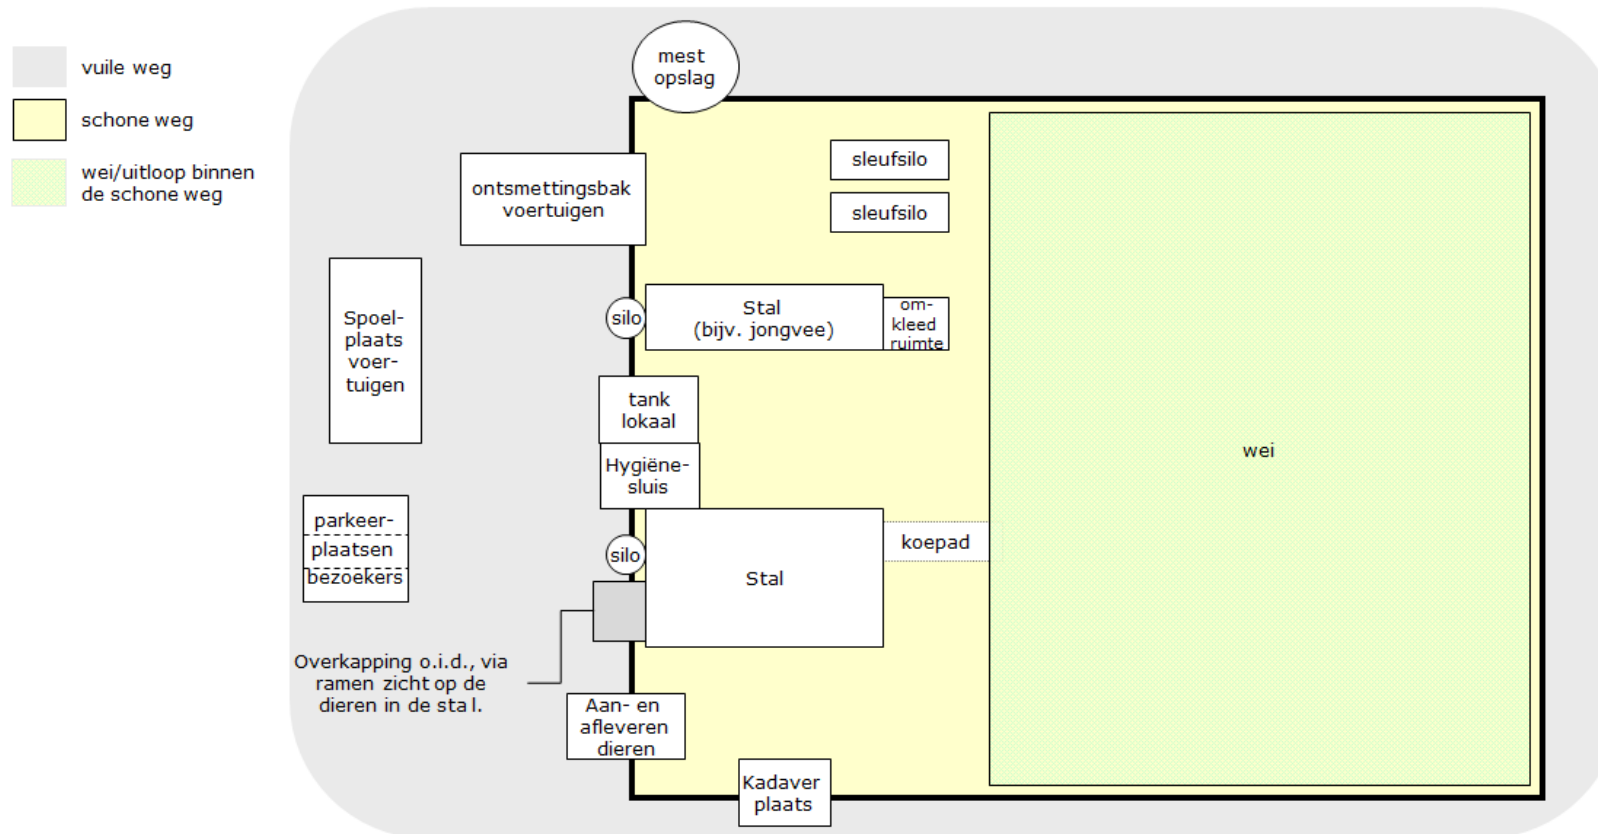 vuile weg
schone weg
wei/uitloop binnen
de schone weg
mest
opslag
ontsmettingsbak
voertuigen
sleufsilo
sleufsilo
Spoel-
plaats
voer-
tuigen
silo
Stal
(bijv. jongvee)
om-
kleed
ruimte
tank
lokaal
Hygiëne-
sluis
wei
parkeer-
plaatsen
bezoekers
silo
Stal
koepad
Overkapping o.i.d., via
ramen zicht op de
dieren in de stal.
Aan- en
afleveren
dieren
Kadaver
plaats